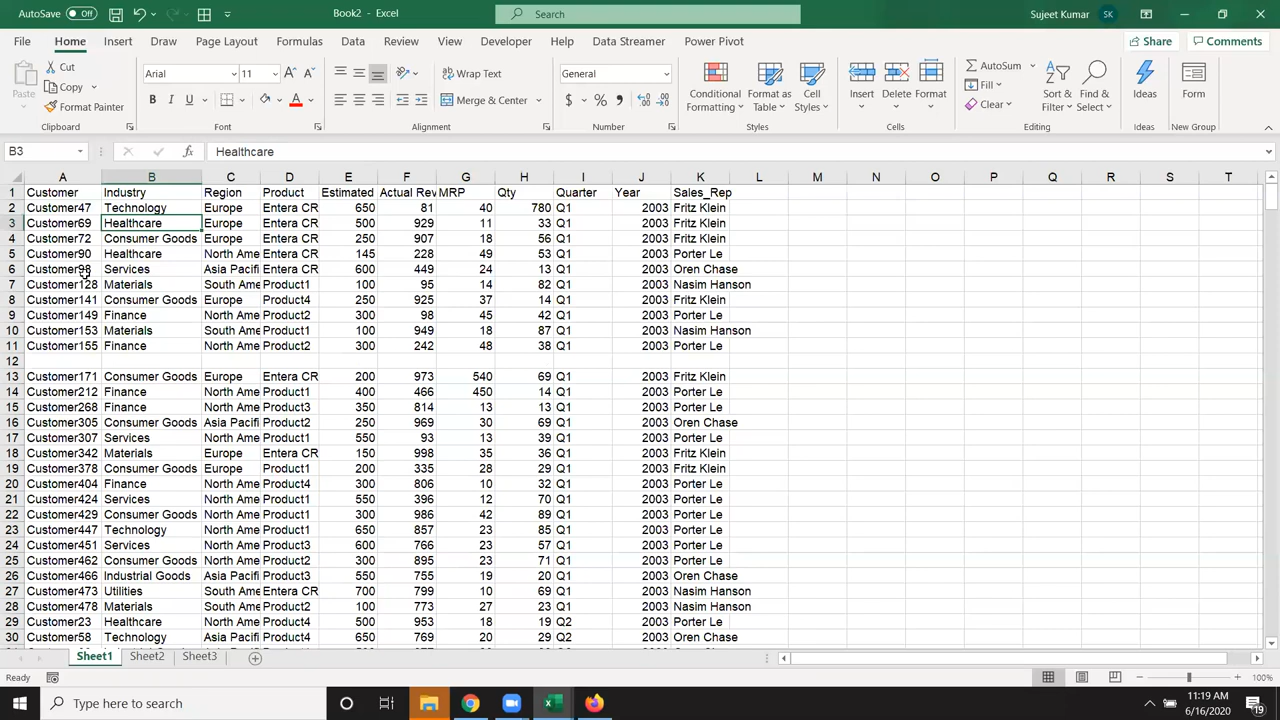 AutoSave Off Book2 - Excel Search Sujeet Kumar SK
File Home Insert Draw Page Layout Formulas Data Review View Developer Help Data Streamer Power Pivot Share Comments
Paste Cut Copy Format Painter Clipboard
Arial 11 B I U A Font
Wrap Text Merge & Center Alignment
General $ % , Number
Conditional Formatting Format as Table Cell Styles Styles
Insert Delete Format Cells
AutoSum Fill Clear Sort & Filter Find & Select Editing
Ideas Ideas Form New Group
B3 fx Healthcare
A B C D E F G H I J K L M N O P Q R S T
1 Customer Industry Region Product Estimated Actual Rev MRP Qty Quarter Year Sales_Rep
2 Customer47 Technology Europe Entera CR 650 81 40 780 Q1 2003 Fritz Klein
3 Customer69 Healthcare Europe Entera CR 500 929 11 33 Q1 2003 Fritz Klein
4 Customer72 Consumer Goods Europe Entera CR 250 907 18 56 Q1 2003 Fritz Klein
5 Customer90 Healthcare North Ame Entera CR 145 228 49 53 Q1 2003 Porter Le
6 Customer98 Services Asia Pacifi Entera CR 600 449 24 13 Q1 2003 Oren Chase
7 Customer128 Materials South Ame Product1 100 95 14 82 Q1 2003 Nasim Hanson
8 Customer141 Consumer Goods Europe Product4 250 925 37 14 Q1 2003 Fritz Klein
9 Customer149 Finance North Ame Product2 300 98 45 42 Q1 2003 Porter Le
10 Customer153 Materials South Ame Product1 100 949 18 87 Q1 2003 Nasim Hanson
11 Customer155 Finance North Ame Product2 300 242 48 38 Q1 2003 Porter Le
12
13 Customer171 Consumer Goods Europe Entera CR 200 973 540 69 Q1 2003 Fritz Klein
14 Customer212 Finance North Ame Product1 400 466 450 14 Q1 2003 Porter Le
15 Customer268 Finance North Ame Product3 350 814 13 13 Q1 2003 Porter Le
16 Customer305 Consumer Goods Asia Pacifi Product2 250 969 30 69 Q1 2003 Oren Chase
17 Customer307 Services North Ame Product1 550 93 13 39 Q1 2003 Porter Le
18 Customer342 Materials Europe Entera CR 150 998 35 36 Q1 2003 Fritz Klein
19 Customer378 Consumer Goods Europe Product1 200 335 28 29 Q1 2003 Fritz Klein
20 Customer404 Finance North Ame Product4 300 806 10 32 Q1 2003 Porter Le
21 Customer424 Services North Ame Product1 550 396 12 70 Q1 2003 Porter Le
22 Customer429 Consumer Goods North Ame Product1 300 986 42 89 Q1 2003 Porter Le
23 Customer447 Technology North Ame Product1 650 857 23 85 Q1 2003 Porter Le
24 Customer451 Services North Ame Product3 600 766 23 57 Q1 2003 Porter Le
25 Customer462 Consumer Goods North Ame Product2 300 895 23 71 Q1 2003 Porter Le
26 Customer466 Industrial Goods Asia Pacifi Product3 550 755 19 20 Q1 2003 Oren Chase
27 Customer473 Utilities South Ame Entera CR 700 799 10 69 Q1 2003 Nasim Hanson
28 Customer478 Materials South Ame Product2 100 773 27 23 Q1 2003 Nasim Hanson
29 Customer23 Healthcare North Ame Product4 500 953 18 19 Q2 2003 Porter Le
30 Customer58 Technology Asia Pacifi Product4 650 769 20 29 Q2 2003 Oren Chase
Sheet1 Sheet2 Sheet3
Ready 100%
Type here to search 11:19 AM
6/16/2020 19